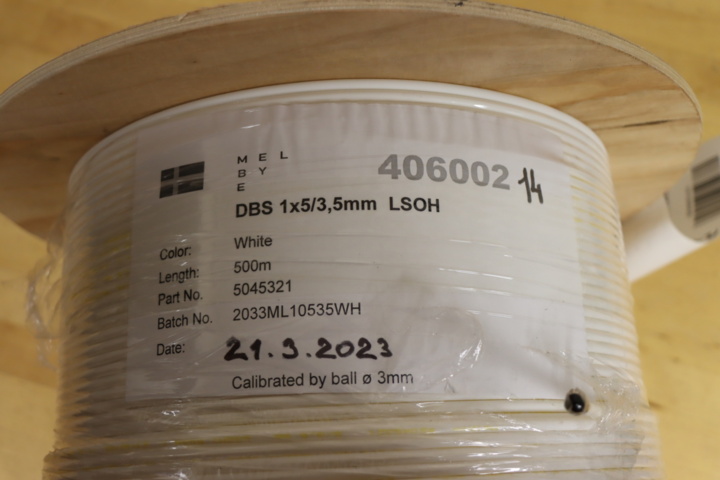 MEL
BY
E
406002 14
DBS 1x5/3,5mm LSOH
Color: White
Length: 500m
Part No. 5045321
Batch No. 2033ML10535WH
Date: 21.3.2023
Calibrated by ball ø 3mm